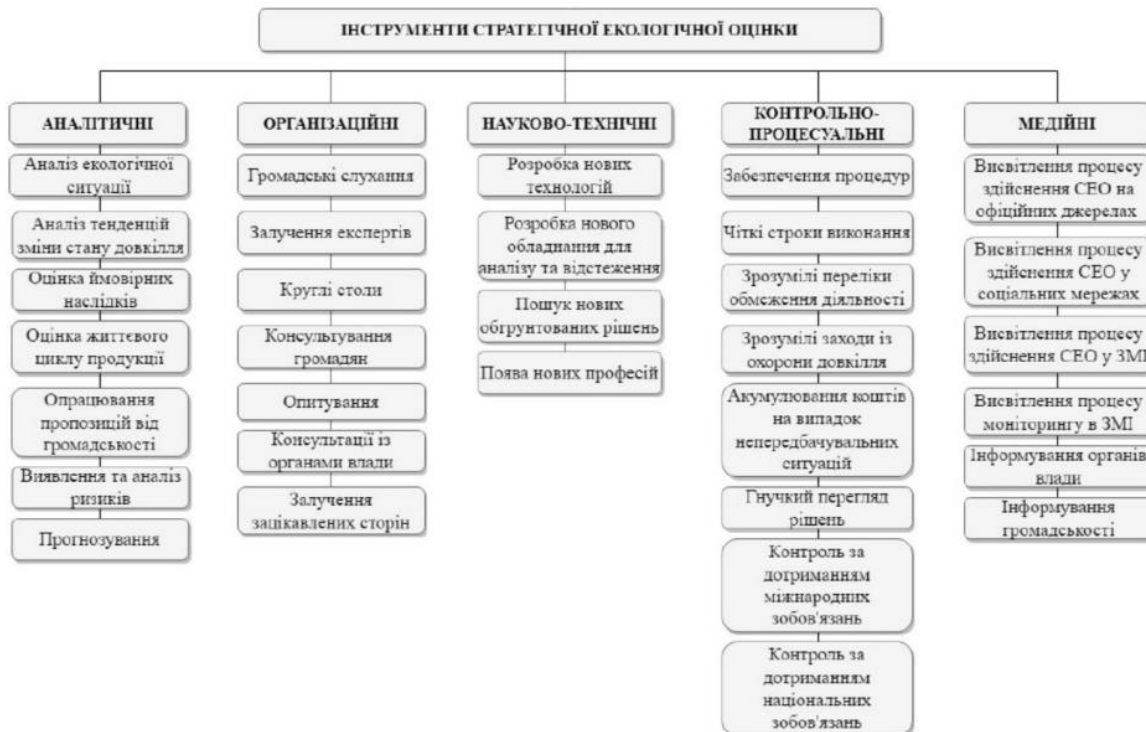 ІНСТРУМЕНТИ СТРАТЕГІЧНОЇ ЕКОЛОГІЧНОЇ ОЦІНКИ
АНАЛІТИЧНІ
Аналіз екологічної
ситуації
Аналіз тенденцій
зміни стану довкілля
Оцінка ймовірних
наслідків
Оцінка життєвого
циклу продукції
Опрацювання
пропозицій від
громадськості
Виявлення та аналіз
ризиків
Прогнозування
ОРГАНІЗАЦІЙНІ
Громадські слухання
Залучення експертів
Круглі столи
Консультування
громадян
Опитування
Консультації із
органами влади
Залучення
зацікавлених сторін
НАУКОВО-ТЕХНІЧНІ
Розробка нових
технологій
Розробка нового
обладнання для
аналізу та відстеження
Пошук нових
обґрунтованих рішень
Поява нових професій
КОНТРОЛЬНО-
ПРОЦЕСУАЛЬНІ
Забезпечення процедур
Чіткі строки виконання
Зрозумілі переліки
обмеження діяльності
Зрозумілі заходи із
охорони довкілля
Акумулювання коштів
на випадок
непередбачувальних
ситуацій
Гнучкий перегляд
рішень
Контроль за
дотриманням
міжнародних
зобов'язань
Контроль за
дотриманням
національних
зобов'язань
МЕДІЙНІ
Висвітлення процесу
здійснення СЕО на
офіційних джерелах
Висвітлення процесу
здійснення СЕО у
соціальних мережах
Висвітлення процесу
здійснення СЕО у ЗМІ
Висвітлення процесу
моніторингу в ЗМІ
Інформування органів
влади
Інформування
громадськості